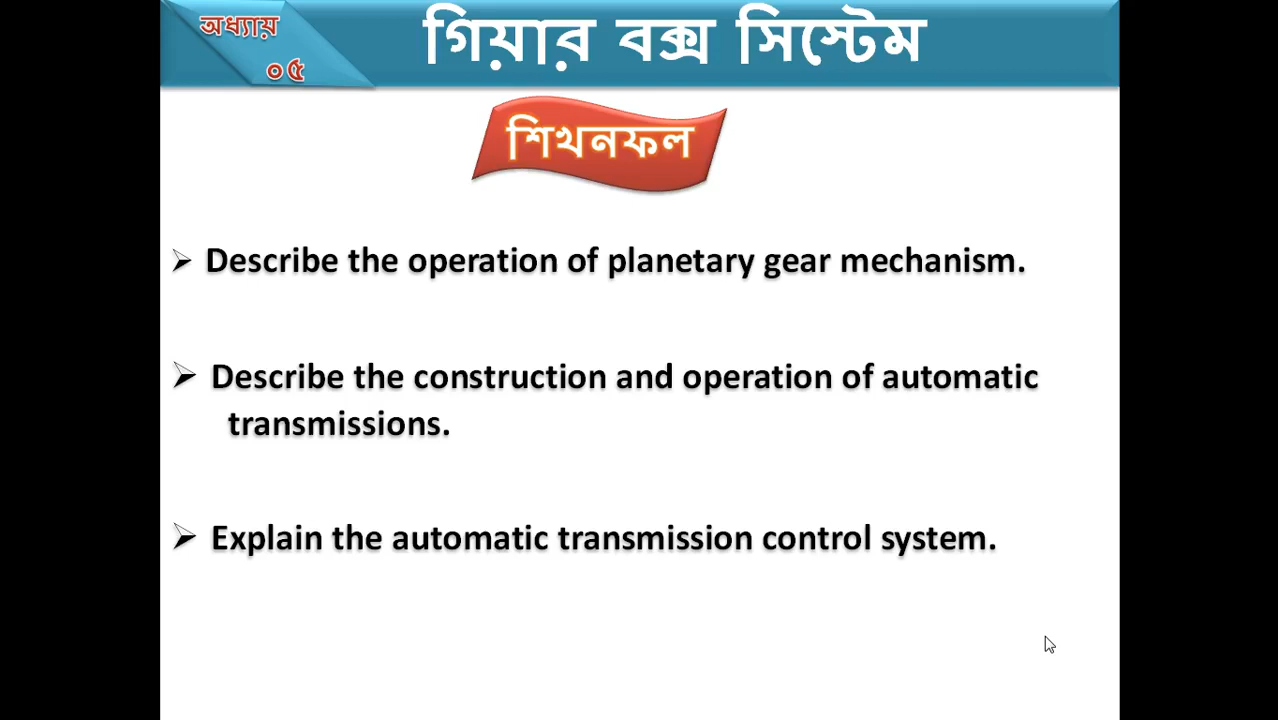 অধ্যায়
০৫
গিয়ার বক্স সিস্টেম
শিখনফল
➢ Describe the operation of planetary gear mechanism.
➢ Describe the construction and operation of automatic
transmissions.
➢ Explain the automatic transmission control system.